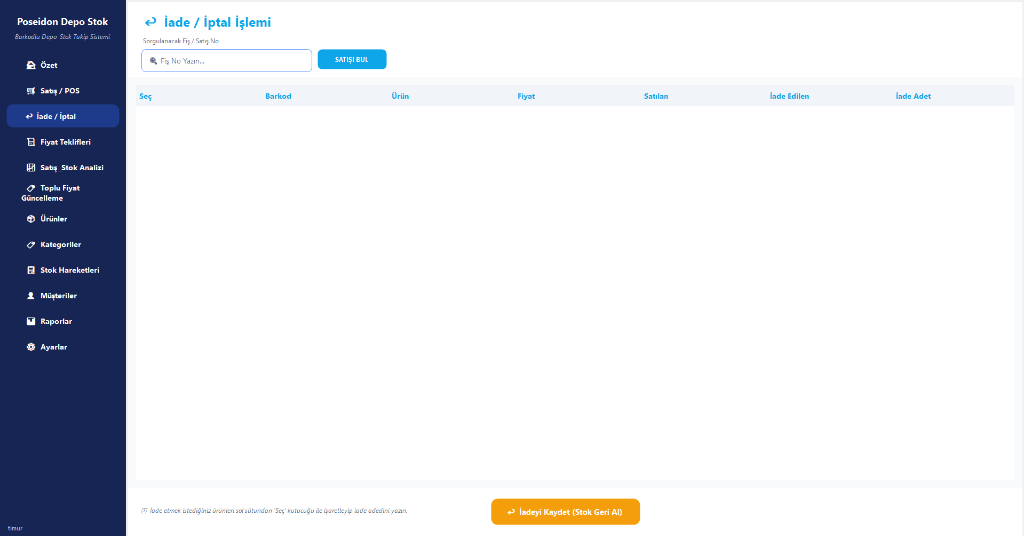 Poseidon Depo Stok
Barkodlu Depo Stok Takip Sistemi
Özet
Satış / POS
İade / İptal
Fiyat Teklifleri
Satış Stok Analizi
Toplu Fiyat
Güncelleme
Ürünler
Kategoriler
Stok Hareketleri
Müşteriler
Raporlar
Ayarlar
timur
İade / İptal İşlemi
Sorgulanacak Fiş / Satış No
Fiş No Yazın...
SATIŞI BUL
Seç Barkod Ürün Fiyat Satılan İade Edilen İade Adet
İade etmek istediğiniz ürünleri sol sütundan 'Seç' kutucuğu ile işaretleyip iade adedini yazın.
İadeyi Kaydet (Stok Geri Al)